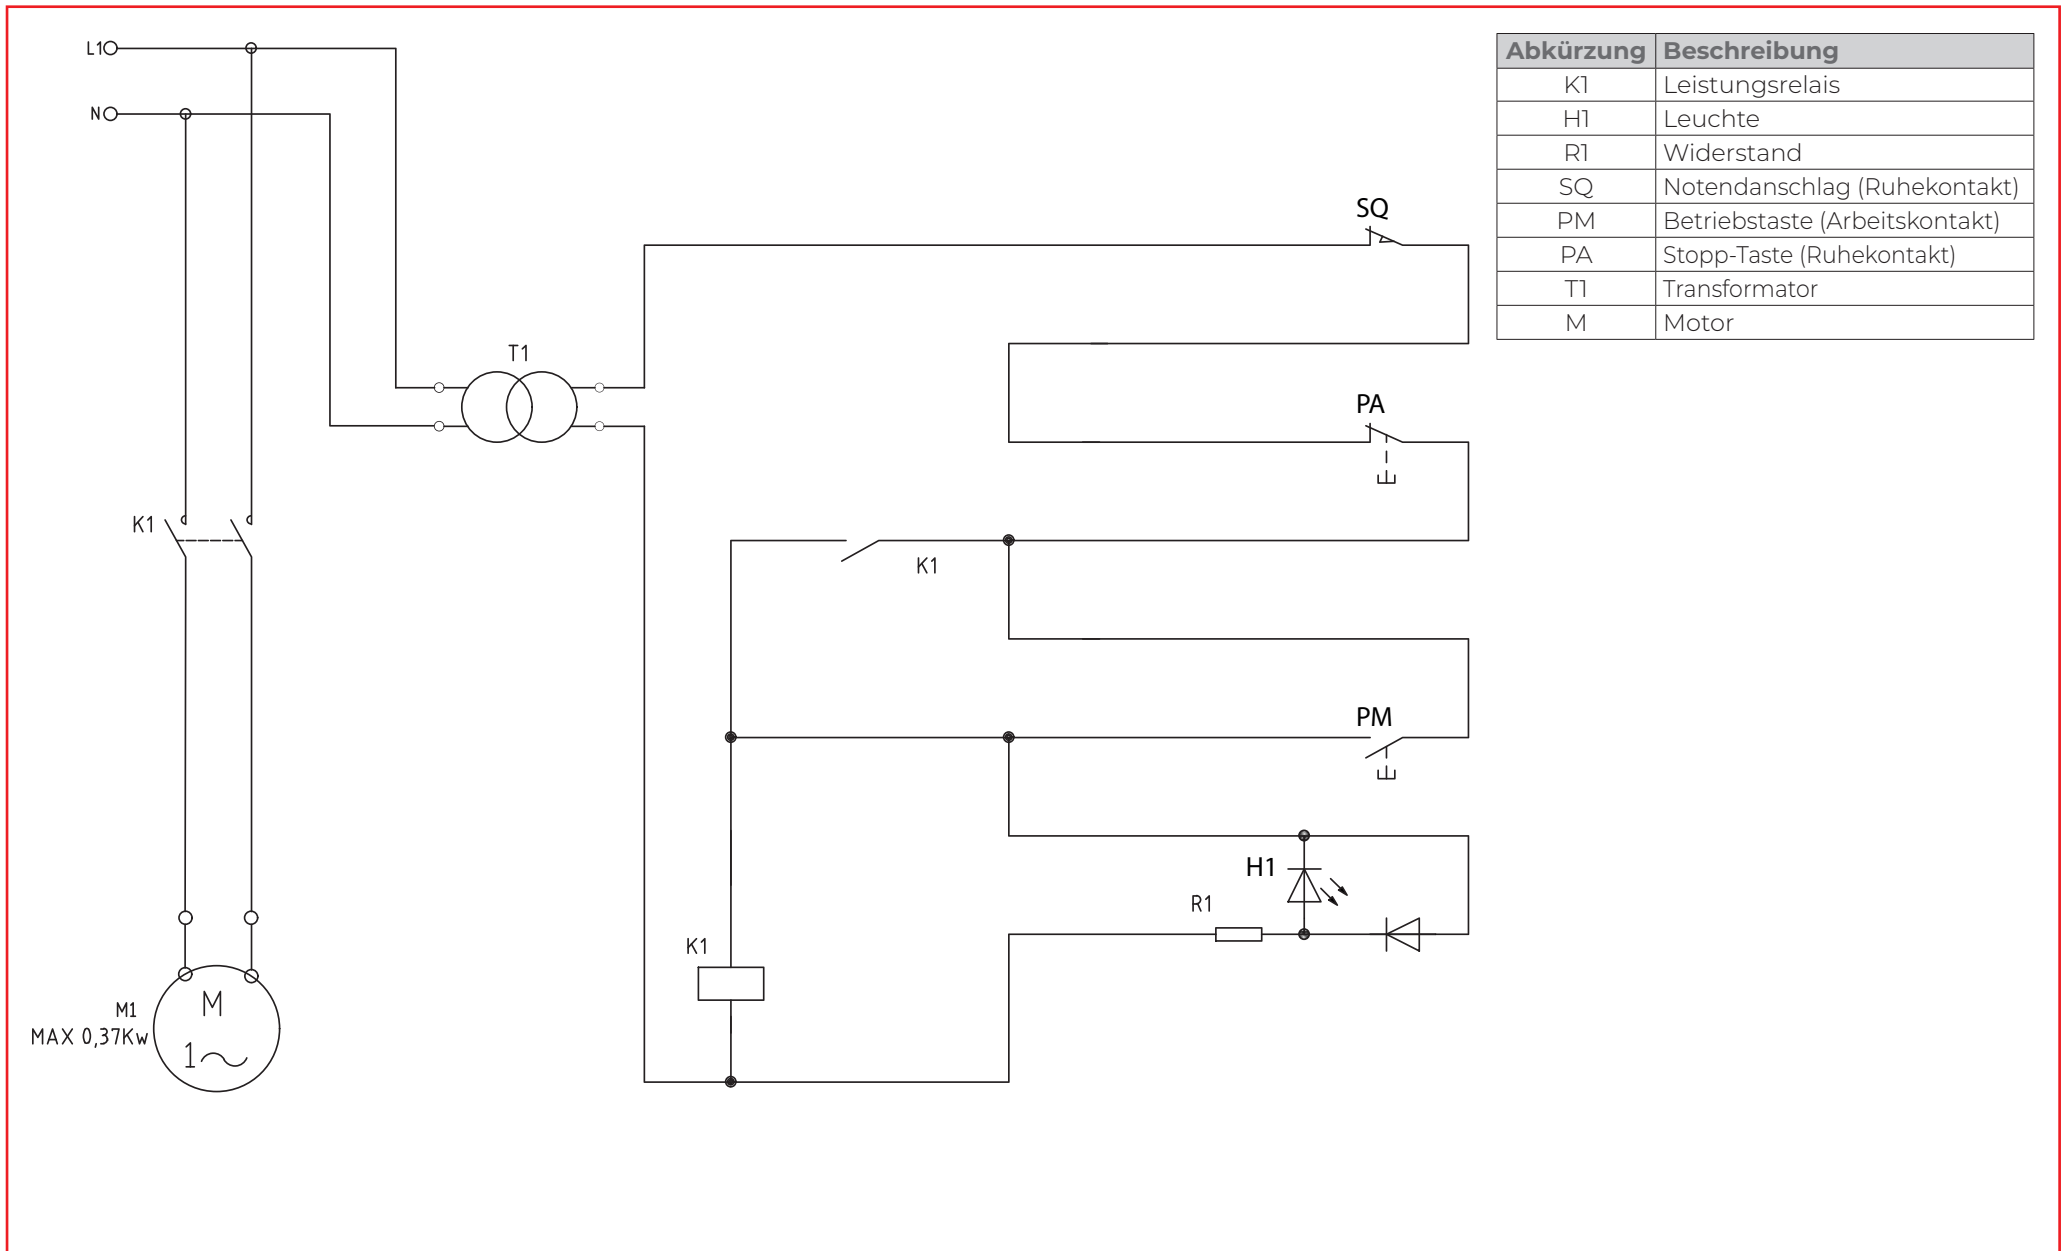 L1
N
T1
K1
M1
MAX 0,37Kw
M
1~
SQ
PA
K1
PM
H1
R1
K1
Abkürzung Beschreibung
K1 Leistungsrelais
H1 Leuchte
R1 Widerstand
SQ Notendanschlag (Ruhekontakt)
PM Betriebstaste (Arbeitskontakt)
PA Stopp-Taste (Ruhekontakt)
T1 Transformator
M Motor